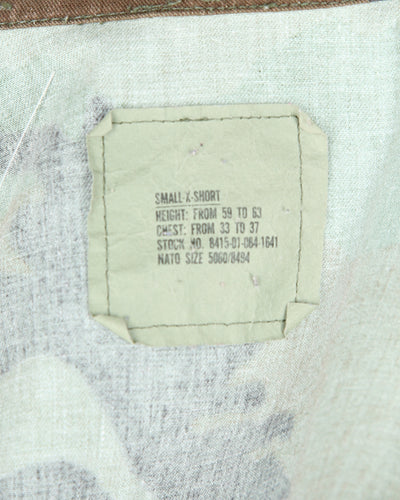 SMALL-X-SHORT
HEIGHT: FROM 59 TO 63
CHEST: FROM 33 TO 37
STOCK NO. 8415-01-084-1641
NATO SIZE 5060/8494